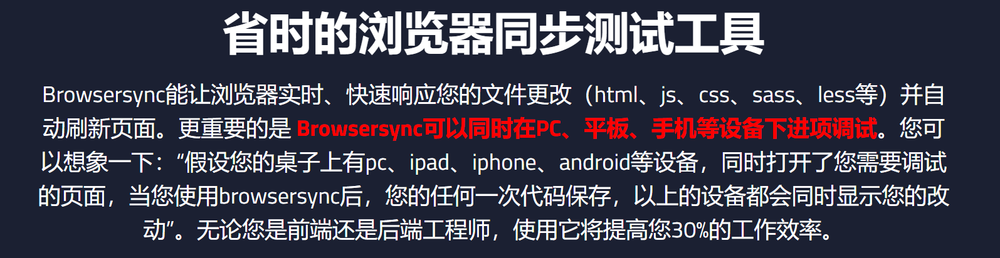 省时的浏览器同步测试工具
Browsersync能让浏览器实时、快速响应您的文件更改（html、js、css、sass、less等）并自
动刷新页面。更重要的是 Browsersync可以同时在PC、平板、手机等设备下进项调试。您可
以想象一下：“假设您的桌子上有pc、ipad、iphone、android等设备，同时打开了您需要调试
的页面，当您使用browsersync后，您的任何一次代码保存，以上的设备都会同时显示您的改
动”。无论您是前端还是后端工程师，使用它将提高您30%的工作效率。